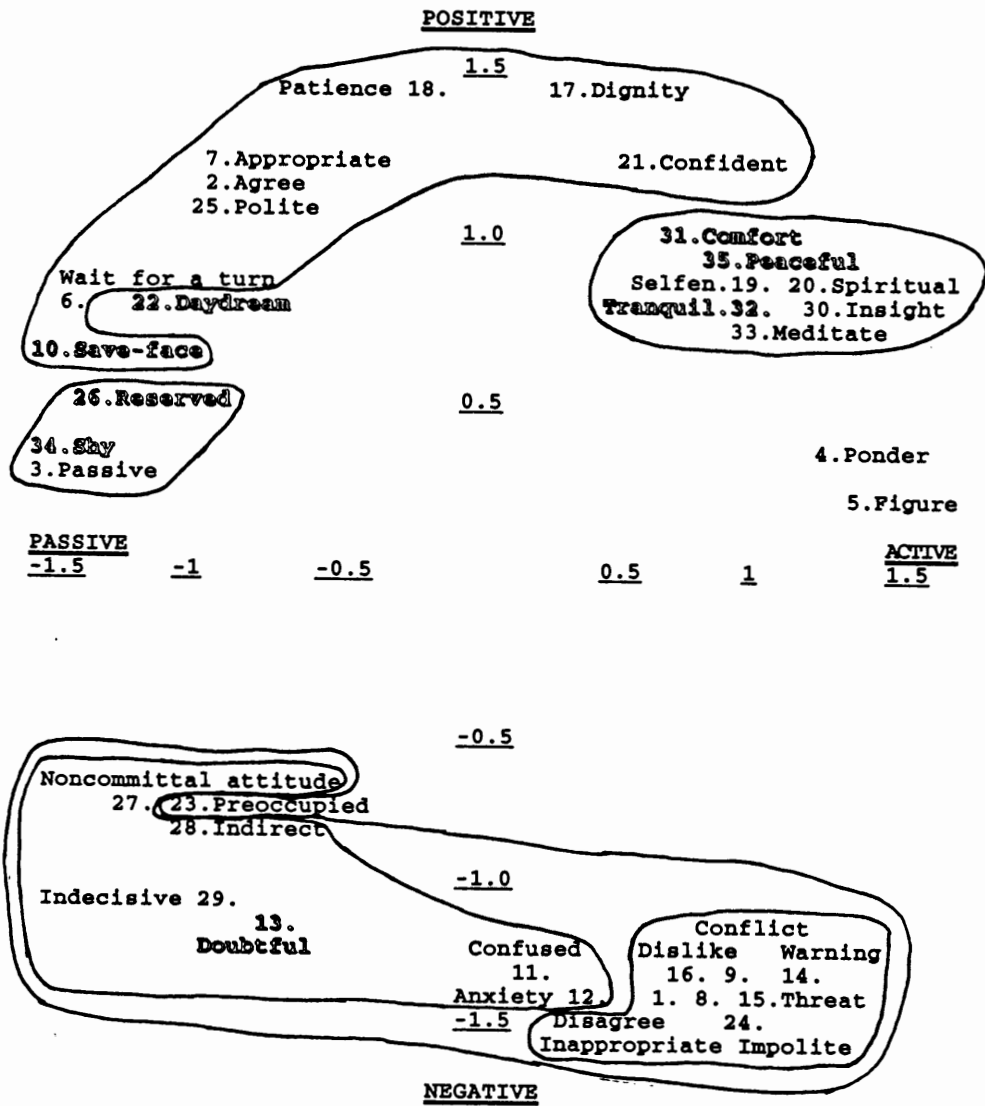 POSITIVE
1.5
Patience 18. 17.Dignity
7.Appropriate 21.Confident
2.Agree
25.Polite
1.0 31.Comfort
35.Peaceful
Wait for a turn Selfen.19. 20.Spiritual
6. 22.Daydream Tranquil.32. 30.Insight
33.Meditate
10.Save-face
26.Reserved 0.5
34.Shy 4.Ponder
3.Passive
5.Figure
PASSIVE ACTIVE
-1.5 -1 -0.5 0.5 1 1.5
-0.5
Noncommittal attitude
27. 23.Preoccupied
28.Indirect
-1.0
Indecisive 29.
13. Conflict
Doubtful Confused Dislike Warning
11. 16. 9. 14.
Anxiety 12. 1. 8. 15.Threat
-1.5 Disagree 24.
Inappropriate Impolite
NEGATIVE